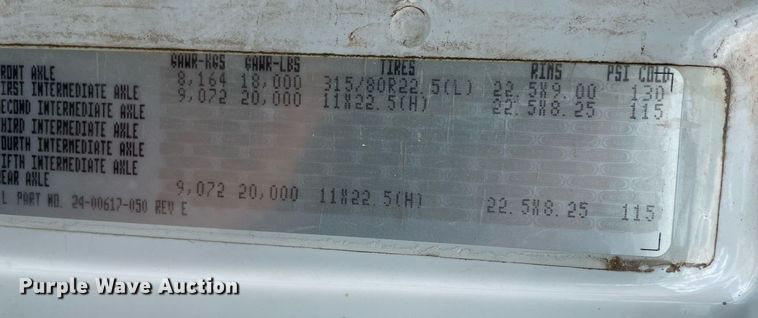 GAWR-KGS GAWR-LBS TIRES RIMS PSI COLD
RONT AXLE 8,164 18,000 315/80R22.5(L) 22.5X9.00 130
IRST INTERMEDIATE AXLE 9,072 20,000 11X22.5(H) 22.5X8.25 115
ECOND INTERMEDIATE AXLE
HIRD INTERMEDIATE AXLE
OURTH INTERMEDIATE AXLE
IFTH INTERMEDIATE AXLE
EAR AXLE 9,072 20,000 11X22.5(H) 22.5X8.25 115
L PART NO. 24-00617-050 REV E
Purple Wave Auction